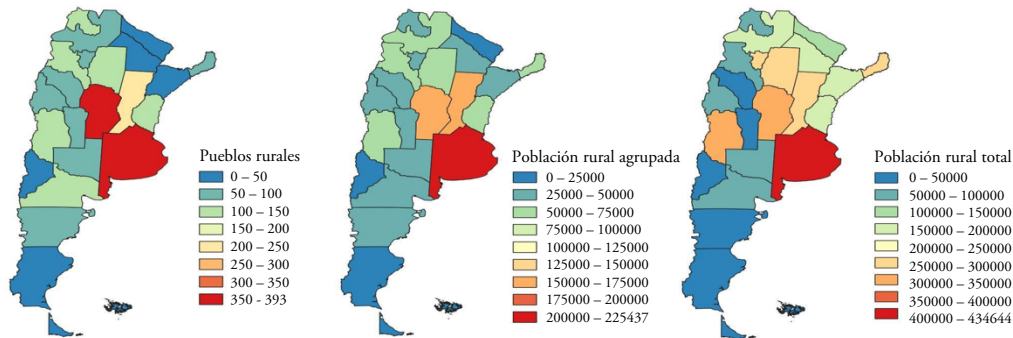 Pueblos rurales
0 – 50
50 – 100
100 – 150
150 – 200
200 – 250
250 – 300
300 – 350
350 - 393
Población rural agrupada
0 – 25000
25000 – 50000
50000 – 75000
75000 – 100000
100000 – 125000
125000 – 150000
150000 – 175000
175000 – 200000
200000 – 225437
Población rural total
0 – 50000
50000 – 100000
100000 – 150000
150000 – 200000
200000 – 250000
250000 – 300000
300000 – 350000
350000 – 400000
400000 – 434644